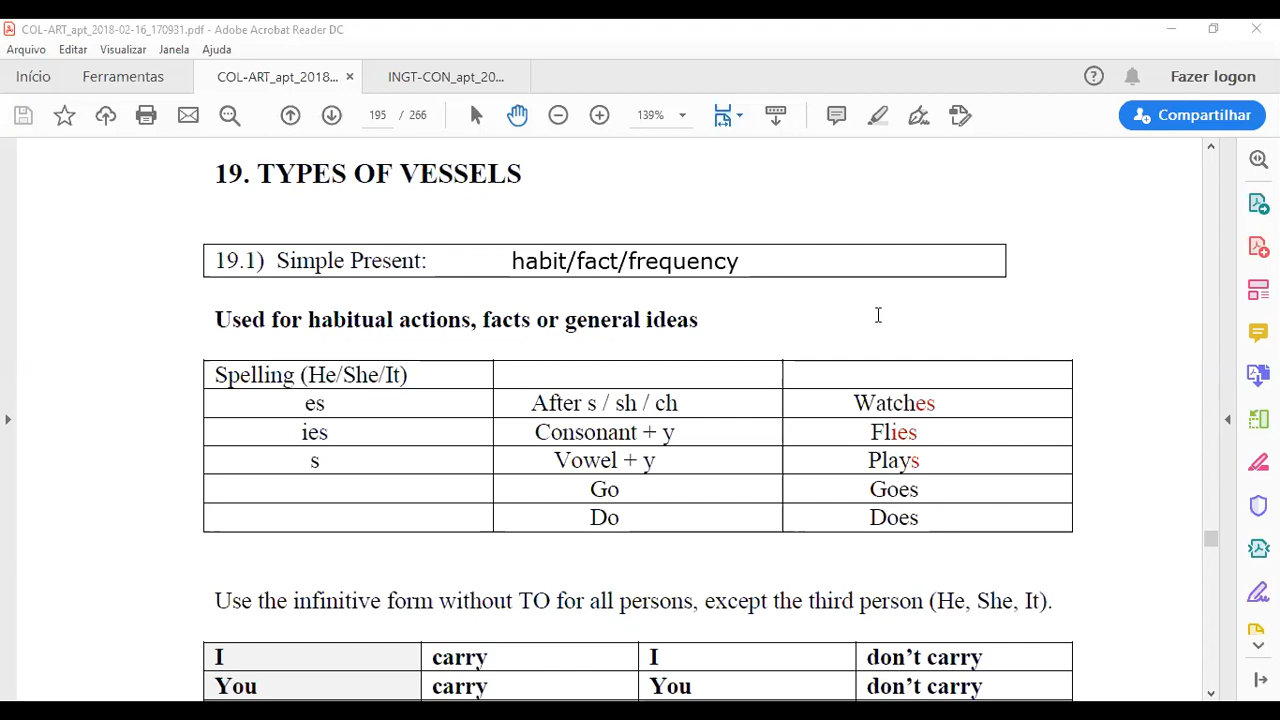 COL-ART_apt_2018-02-16_170931.pdf - Adobe Acrobat Reader DC
Arquivo Editar Visualizar Janela Ajuda
Início Ferramentas COL-ART_apt_2018... × INGT-CON_apt_20... Fazer logon
195 / 266 139% Compartilhar
19. TYPES OF VESSELS
19.1) Simple Present: habit/fact/frequency
Used for habitual actions, facts or general ideas
Spelling (He/She/It)
es After s / sh / ch Watches
ies Consonant + y Flies
s Vowel + y Plays
Go Goes
Do Does
Use the infinitive form without TO for all persons, except the third person (He, She, It).
I carry I don't carry
You carry You don't carry